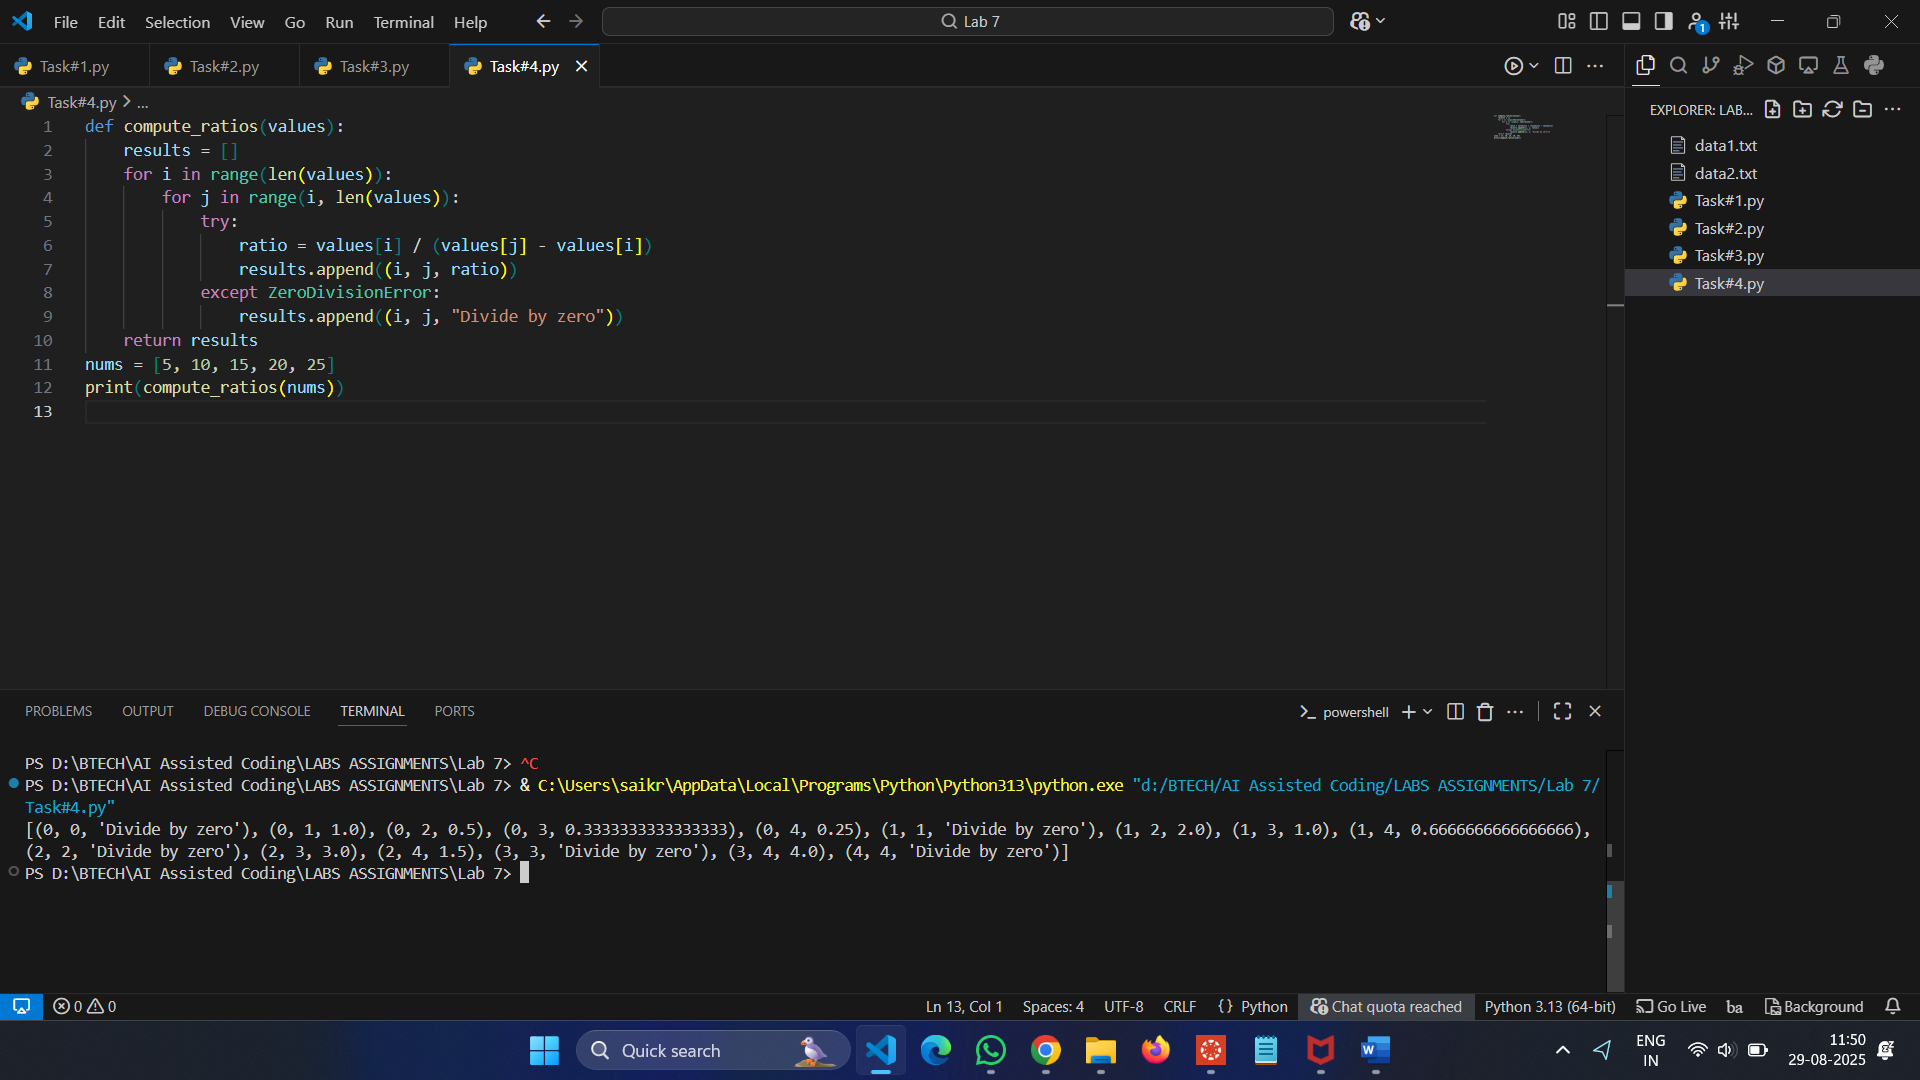 File Edit Selection View Go Run Terminal Help
Lab 7
1
Task#1.py
Task#2.py
Task#3.py
Task#4.py
Task#4.py > ...
1 def compute_ratios(values):
2     results = []
3     for i in range(len(values)):
4         for j in range(i, len(values)):
5             try:
6                 ratio = values[i] / (values[j] - values[i])
7                 results.append((i, j, ratio))
8             except ZeroDivisionError:
9                 results.append((i, j, "Divide by zero"))
10     return results
11 nums = [5, 10, 15, 20, 25]
12 print(compute_ratios(nums))
13
EXPLORER: LAB...
data1.txt
data2.txt
Task#1.py
Task#2.py
Task#3.py
Task#4.py
PROBLEMS OUTPUT DEBUG CONSOLE TERMINAL PORTS
powershell
PS D:\BTECH\AI Assisted Coding\LABS ASSIGNMENTS\Lab 7> ^C
PS D:\BTECH\AI Assisted Coding\LABS ASSIGNMENTS\Lab 7> & C:\Users\saikr\AppData\Local\Programs\Python\Python313\python.exe "d:/BTECH/AI Assisted Coding/LABS ASSIGNMENTS/Lab 7/
Task#4.py"
[(0, 0, 'Divide by zero'), (0, 1, 1.0), (0, 2, 0.5), (0, 3, 0.3333333333333333), (0, 4, 0.25), (1, 1, 'Divide by zero'), (1, 2, 2.0), (1, 3, 1.0), (1, 4, 0.6666666666666666),
(2, 2, 'Divide by zero'), (2, 3, 3.0), (2, 4, 1.5), (3, 3, 'Divide by zero'), (3, 4, 4.0), (4, 4, 'Divide by zero')]
PS D:\BTECH\AI Assisted Coding\LABS ASSIGNMENTS\Lab 7>
0 0 Ln 13, Col 1 Spaces: 4 UTF-8 CRLF {} Python Chat quota reached Python 3.13 (64-bit) Go Live ba Background
Quick search
ENG
IN
11:50
29-08-2025